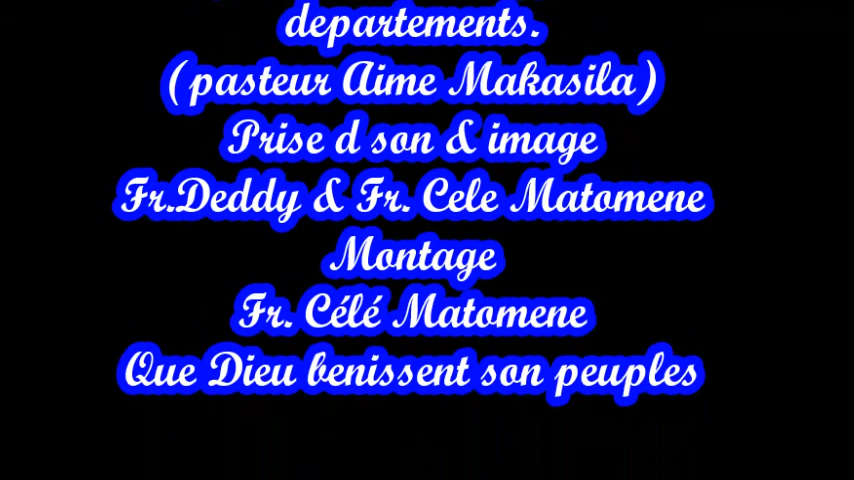 departements.
(pasteur Aime Makasila)
Prise d son & image
Fr.Deddy & Fr. Cele Matomene
Montage
Fr. Célé Matomene
Que Dieu benissent son peuples